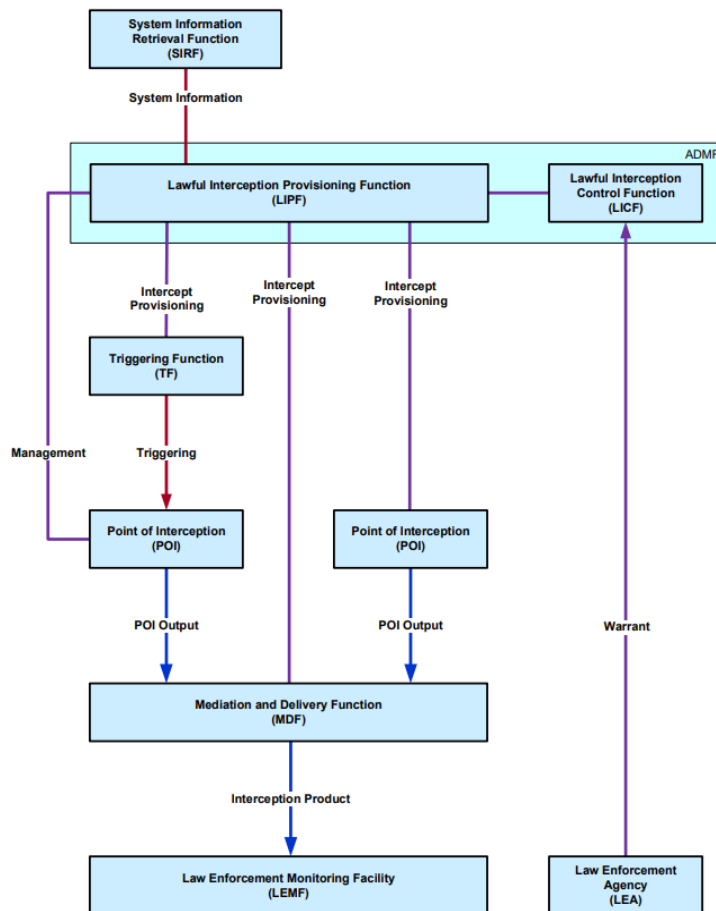 System Information
Retrieval Function
(SIRF)
System Information
ADMF
Lawful Interception Provisioning Function
(LIPF)
Lawful Interception
Control Function
(LICF)
Intercept
Provisioning
Intercept
Provisioning
Intercept
Provisioning
Triggering Function
(TF)
Management
Triggering
Point of Interception
(POI)
Point of Interception
(POI)
POI Output
POI Output
Warrant
Mediation and Delivery Function
(MDF)
Interception Product
Law Enforcement Monitoring Facility
(LEMF)
Law Enforcement
Agency
(LEA)